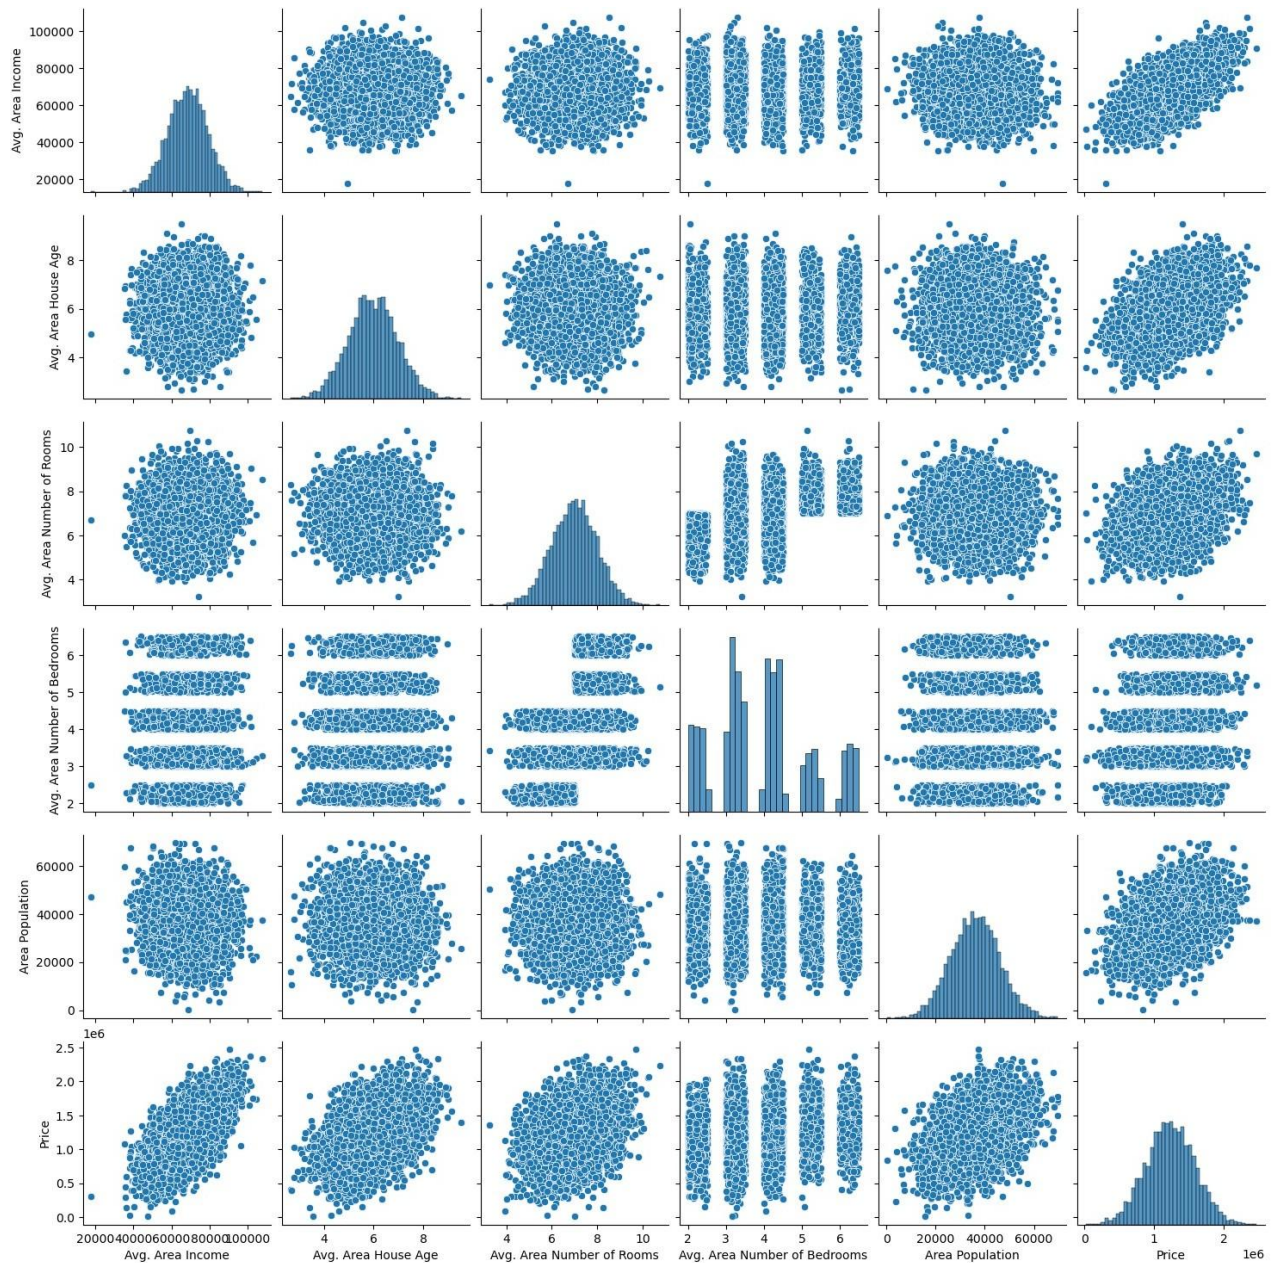 100000
80000
60000
40000
20000
Avg. Area Income
8
6
4
Avg. Area House Age
10
8
6
4
Avg. Area Number of Rooms
6
5
4
3
2
Avg. Area Number of Bedrooms
60000
40000
20000
0
Area Population
1e6
2.5
2.0
1.5
1.0
0.5
0.0
Price
20000 40000 60000 80000 100000
Avg. Area Income
4 6 8
Avg. Area House Age
4 6 8 10
Avg. Area Number of Rooms
2 3 4 5 6
Avg. Area Number of Bedrooms
0 20000 40000 60000
Area Population
0 1 2
1e6
Price